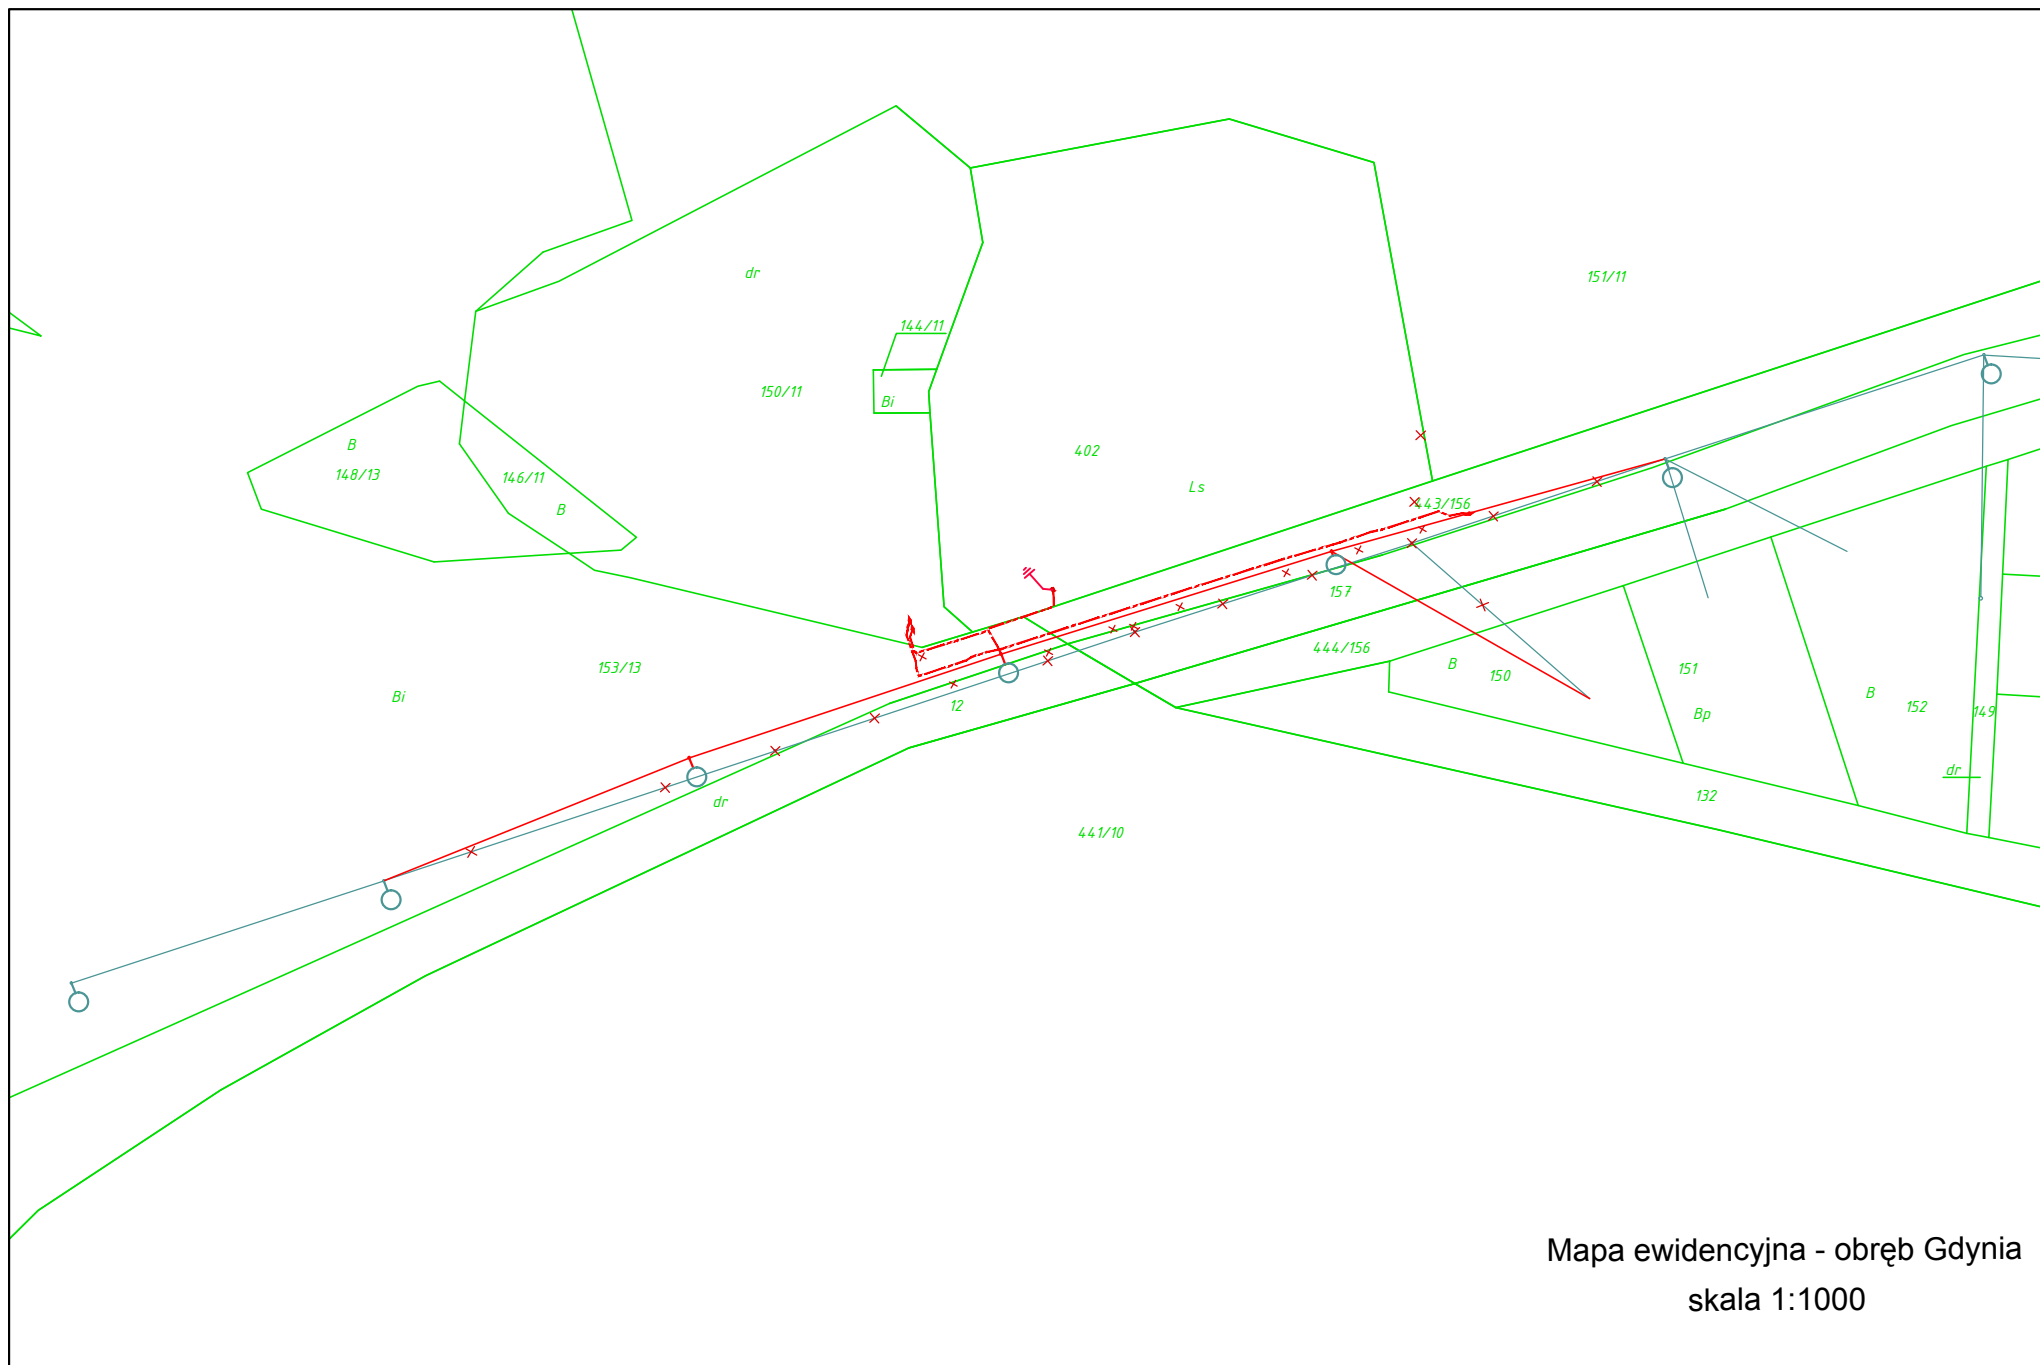 dr
151/11
144/11
150/11
Bi
B
148/13
146/11
B
402
Ls
443/156
157
444/156
B
150
151
Bp
B
152
149
153/13
Bi
12
dr
dr
132
441/10
Mapa ewidencyjna - obręb Gdynia
skala 1:1000